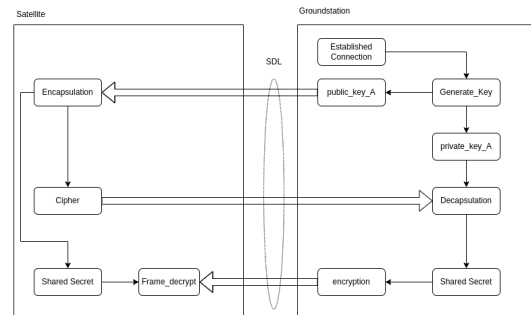 Satellite
Groundstation
Established
Connection
SDL
Encapsulation
public_key_A
Generate_Key
private_key_A
Cipher
Decapsulation
Shared Secret
Frame_decrypt
encryption
Shared Secret